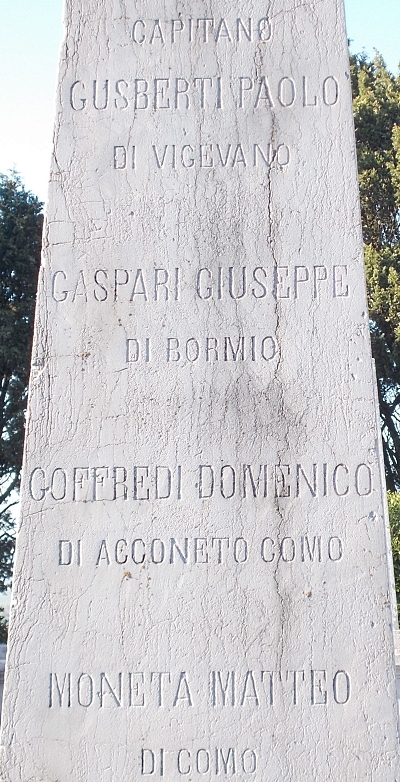 CAPITANO
GUSBERTI PAOLO
DI VIGEVANO
GASPARI GIUSEPPE
DI BORMIO
GOFFREDI DOMENICO
DI ACCONETO COMO
MONETA MATTEO
DI COMO